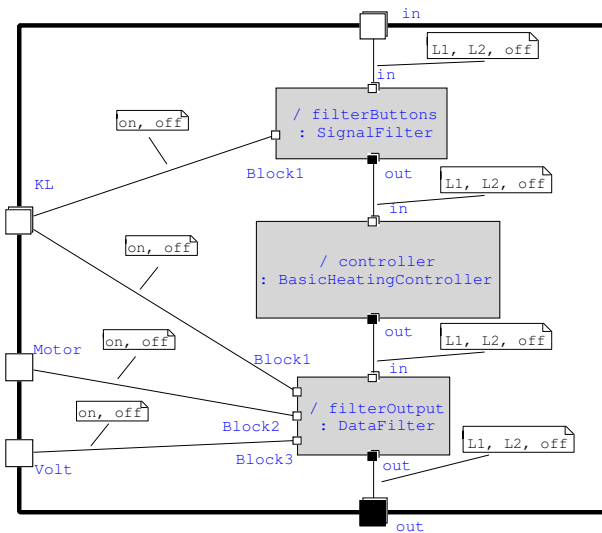 in
L1, L2, off
in
/ filterButtons
: SignalFilter
on, off
Block1
out
KL
L1, L2, off
in
/ controller
: BasicHeatingController
on, off
out
L1, L2, off
Motor
on, off
Block1
in
/ filterOutput
: DataFilter
on, off
Block2
L1, L2, off
Block3
Volt
out
out